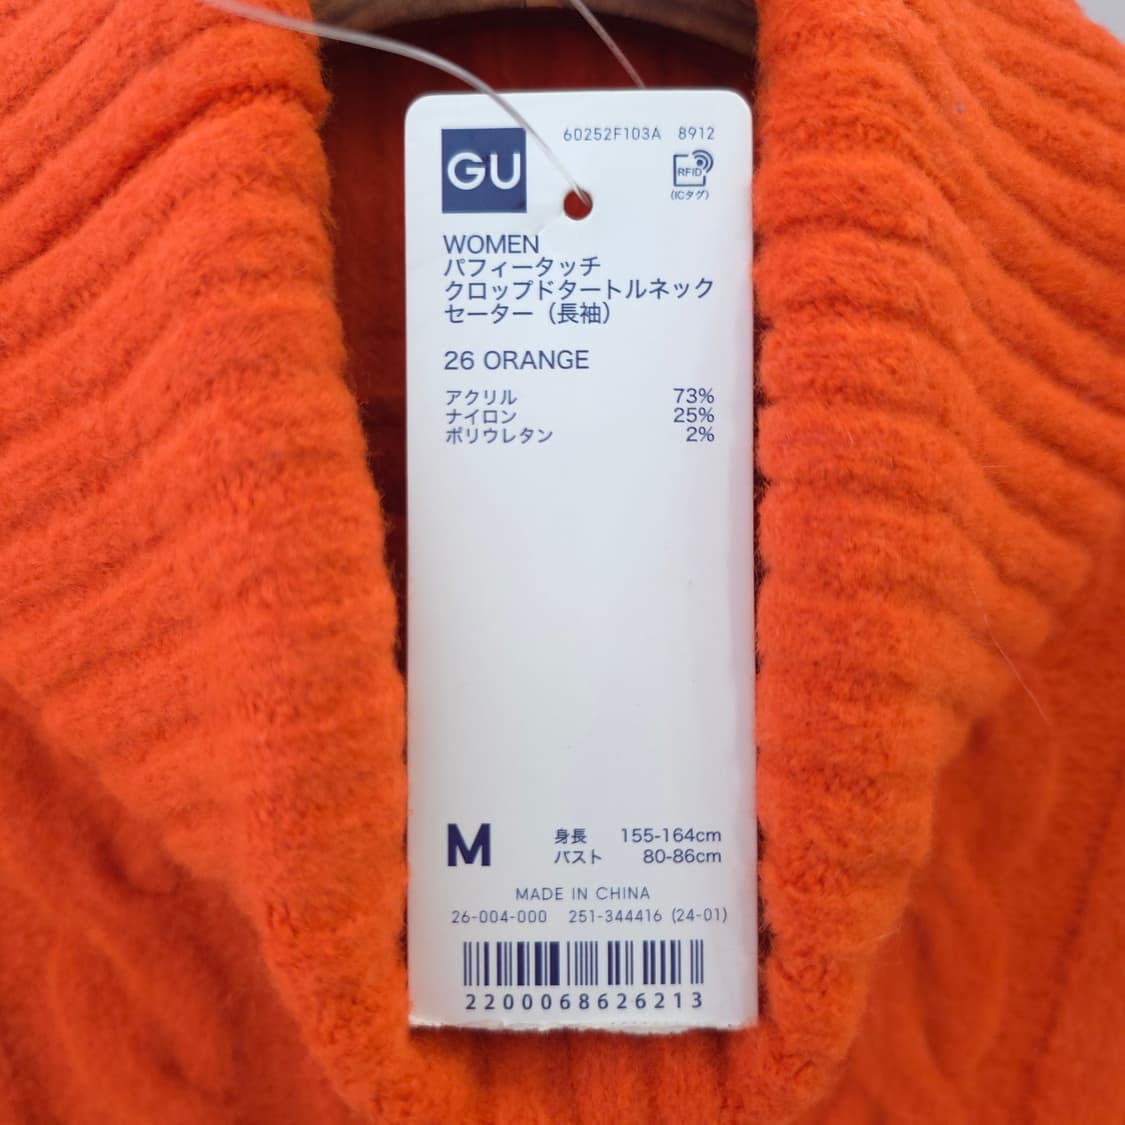 GU
60252F103A 8912
RFID
(ICタグ)
WOMEN
パフィータッチ
クロップドタートルネック
セーター（長袖）
26 ORANGE
アクリル 73%
ナイロン 25%
ポリウレタン 2%
M
身長 155-164cm
バスト 80-86cm
MADE IN CHINA
26-004-000 251-344416 (24-01)
2200068626213